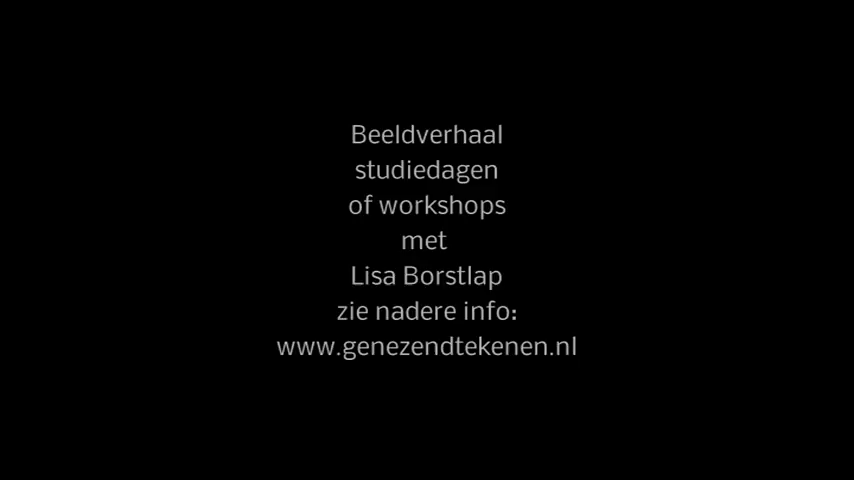 Beeldverhaal
studiedagen
of workshops
met
Lisa Borstlap
zie nadere info:
www.genezendtekenen.nl